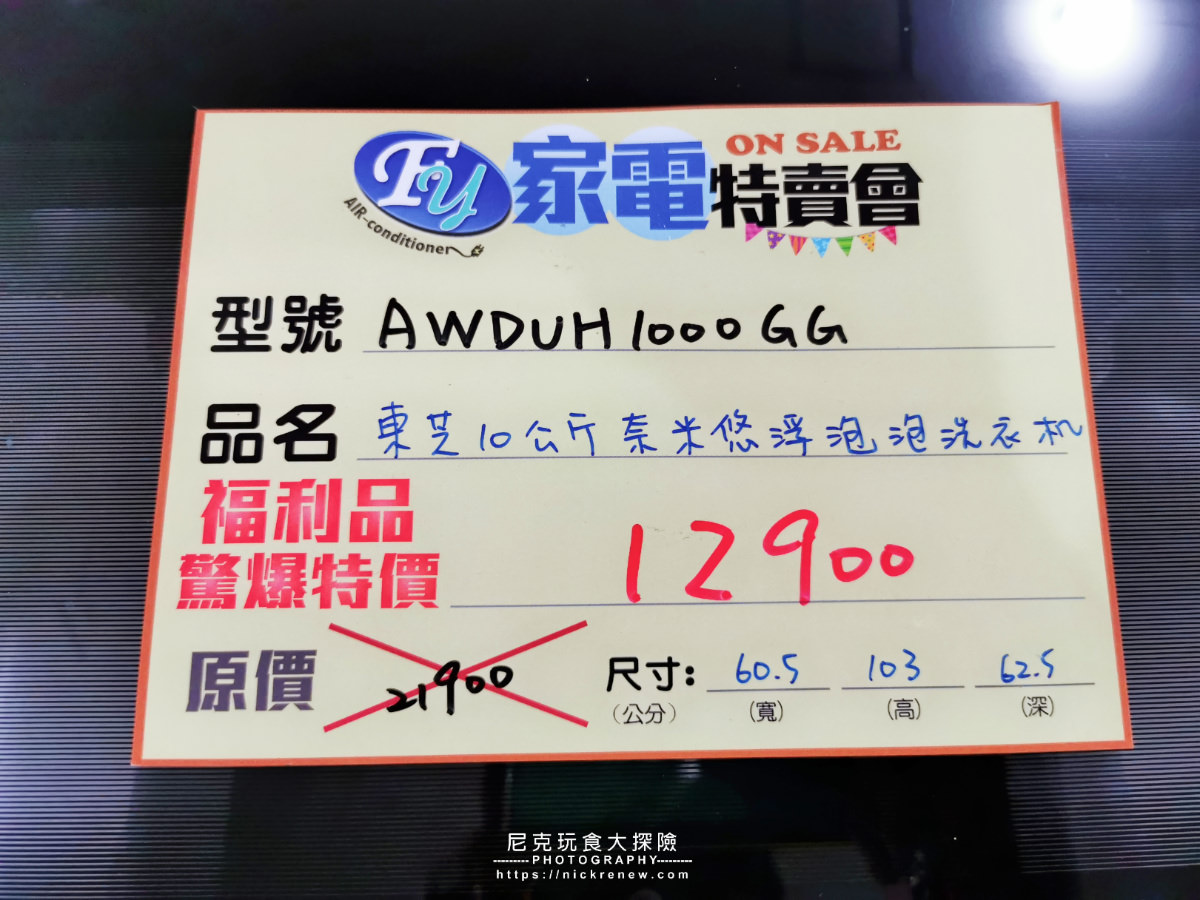 FY 家電特賣會 ON SALE
AIR-conditioner
型號 AWDUH1000GG
品名 東芝10公斤奈米悠浮泡泡洗衣机
福利品
驚爆特價 12900
原價 21900 尺寸: 60.5 103 62.5
(公分) (寬) (高) (深)
尼克玩食大探險
PHOTOGRAPHY
https://nickrenew.com